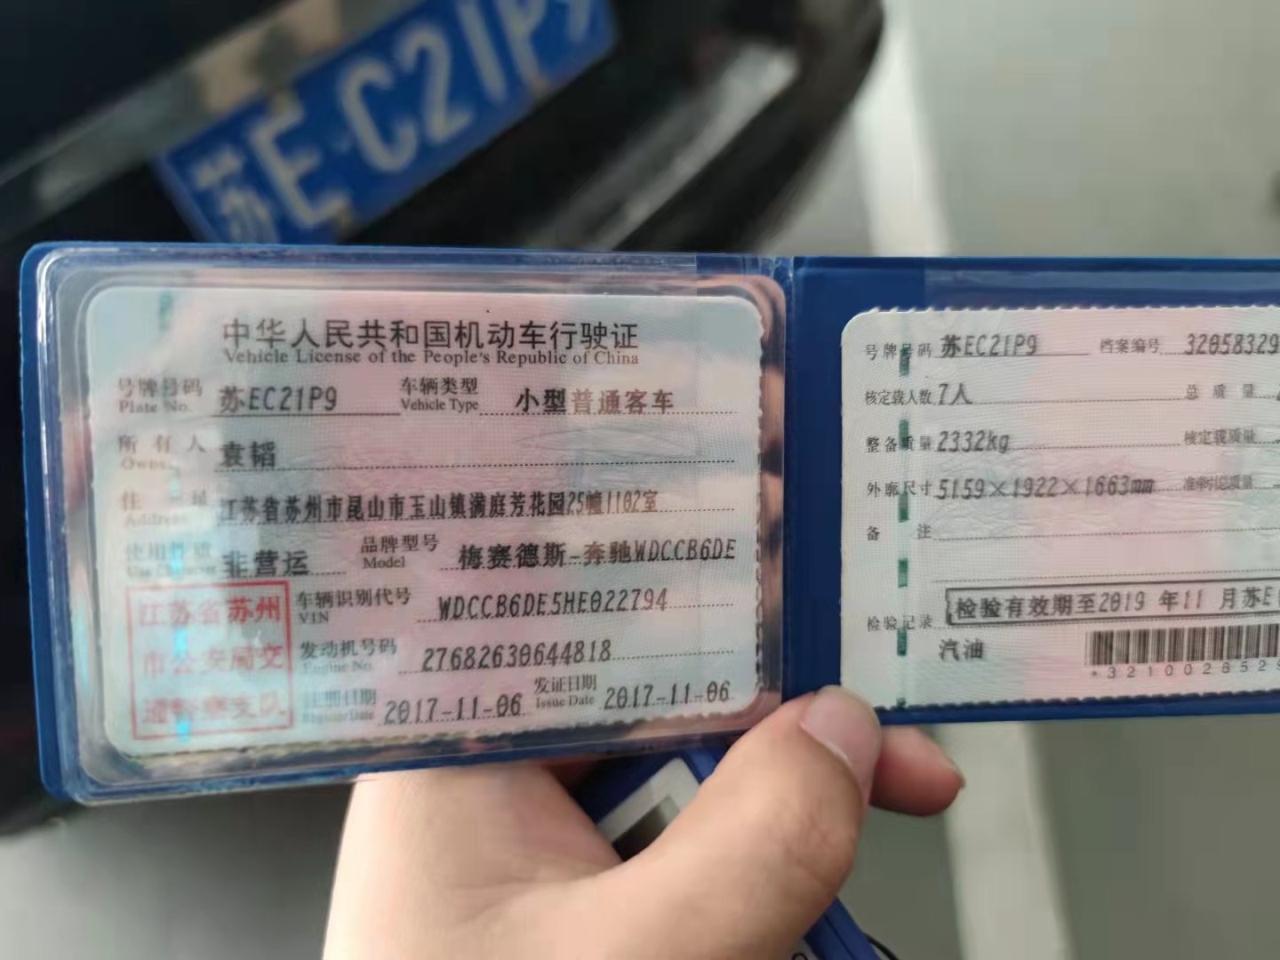 苏E·C21P9
中华人民共和国机动车行驶证
Vehicle License of the People's Republic of China
号牌号码 Plate No. 苏EC21P9 车辆类型 Vehicle Type 小型普通客车
所有人 Owner 袁韬
住址 Address 江苏省苏州市昆山市玉山镇满庭芳花园25幢1102室
使用性质 Use Character 非营运 品牌型号 Model 梅赛德斯-奔驰WDCCB6DE
车辆识别代号 VIN WDCCB6DE5HE022794
发动机号码 Engine No. 27682630644818
注册日期 Register Date 2017-11-06 发证日期 Issue Date 2017-11-06
江苏省苏州
市公安局交
通警察支队
号牌号码 苏EC21P9 档案编号 32058329
核定载人数 7人 总质量
整备质量 2332kg 核定载质量
外廓尺寸 5159×1922×1663mm 准牵引总质量
备注
检验记录 检验有效期至2019 年11 月苏E
汽油
*321002652